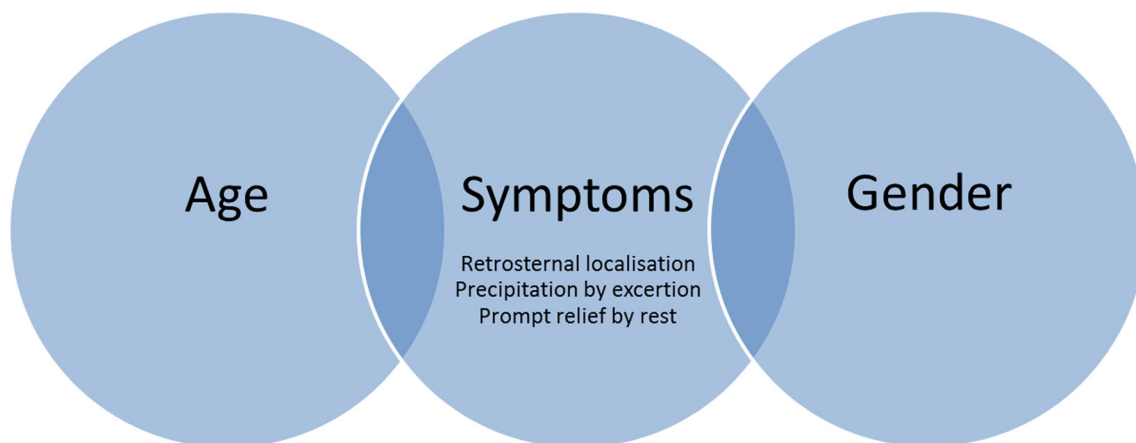 Age
Symptoms
Gender
Retrosternal localisation
Precipitation by excertion
Prompt relief by rest